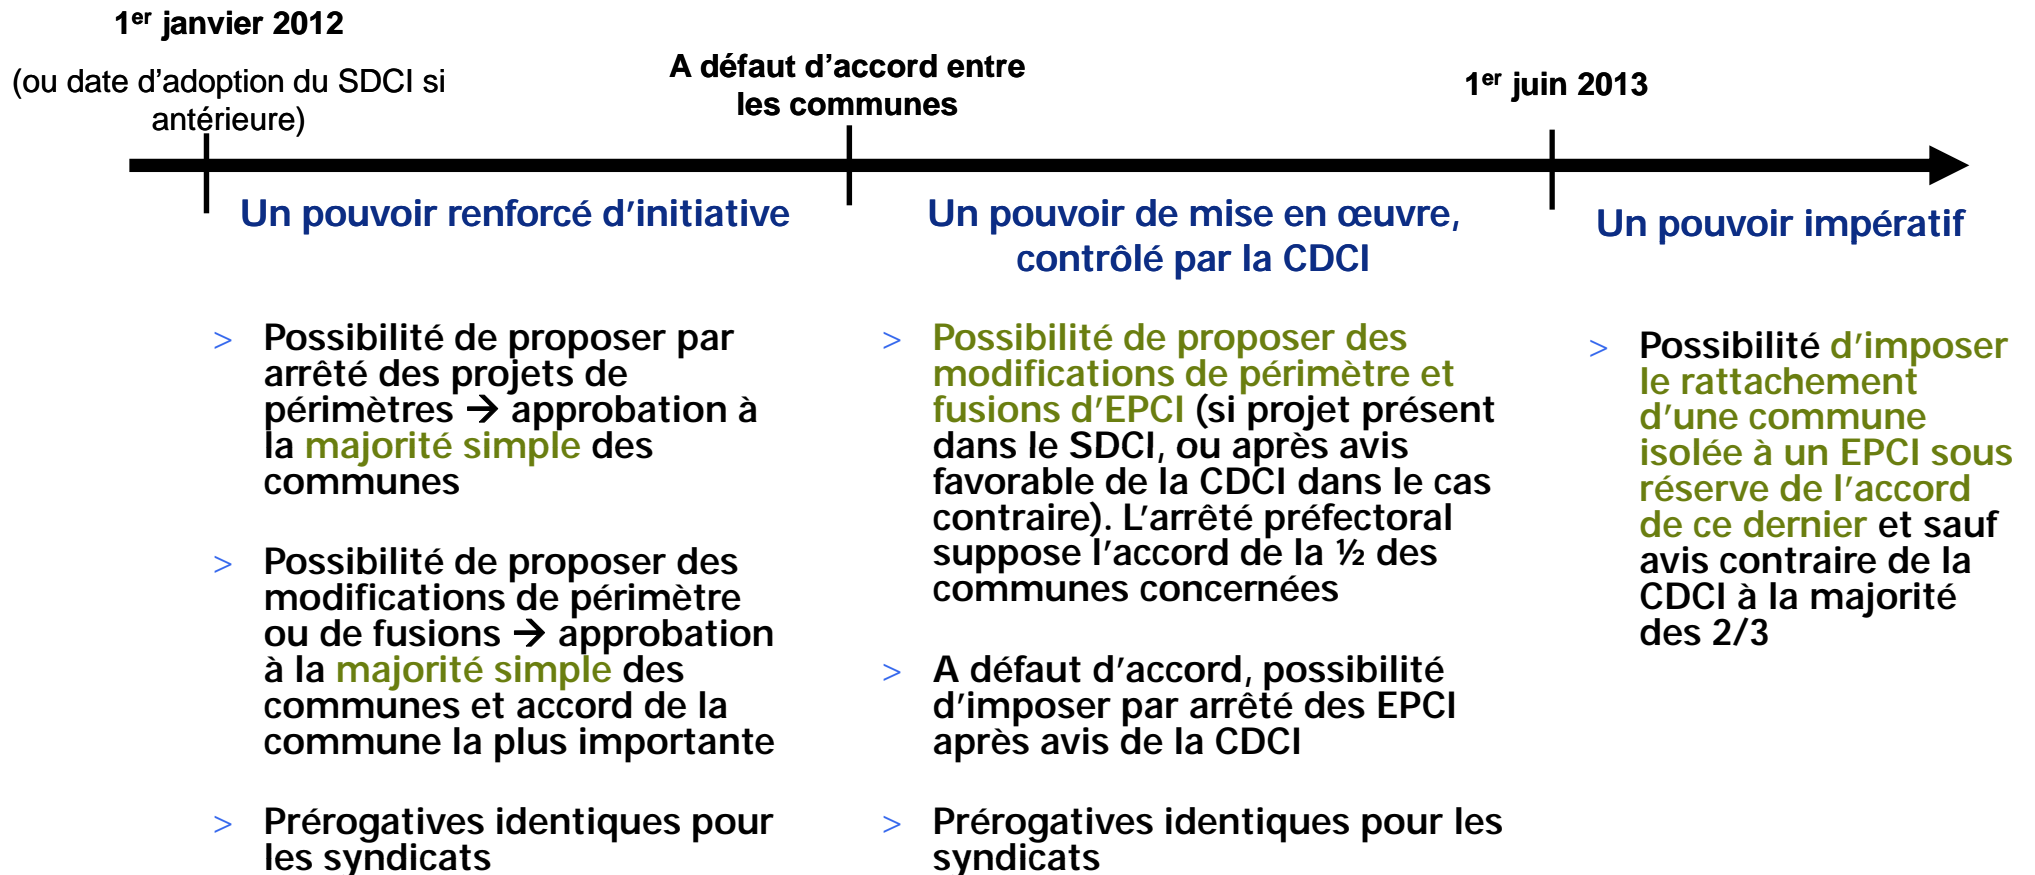 1er janvier 2012
(ou date d'adoption du SDCI si
antérieure)
A défaut d'accord entre
les communes
1er juin 2013
Un pouvoir renforcé d'initiative
> Possibilité de proposer par
arrêté des projets de
périmètres → approbation à
la majorité simple des
communes
> Possibilité de proposer des
modifications de périmètre
ou de fusions → approbation
à la majorité simple des
communes et accord de la
commune la plus importante
> Prérogatives identiques pour
les syndicats
Un pouvoir de mise en œuvre,
contrôlé par la CDCI
> Possibilité de proposer des
modifications de périmètre et
fusions d'EPCI (si projet présent
dans le SDCI, ou après avis
favorable de la CDCI dans le cas
contraire). L'arrêté préfectoral
suppose l'accord de la ½ des
communes concernées
> A défaut d'accord, possibilité
d'imposer par arrêté des EPCI
après avis de la CDCI
> Prérogatives identiques pour les
syndicats
Un pouvoir impératif
> Possibilité d'imposer
le rattachement
d'une commune
isolée à un EPCI sous
réserve de l'accord
de ce dernier et sauf
avis contraire de la
CDCI à la majorité
des 2/3